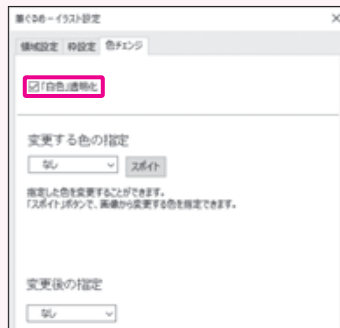 筆ぐるめ - イラスト設定
領域設定 枠設定 色チェンジ
「白色」透明化
変更する色の指定
なし スポイト
指定した色を変更することができます。
「スポイト」ボタンで、画像から変更する色を指定できます。
変更後の指定
なし